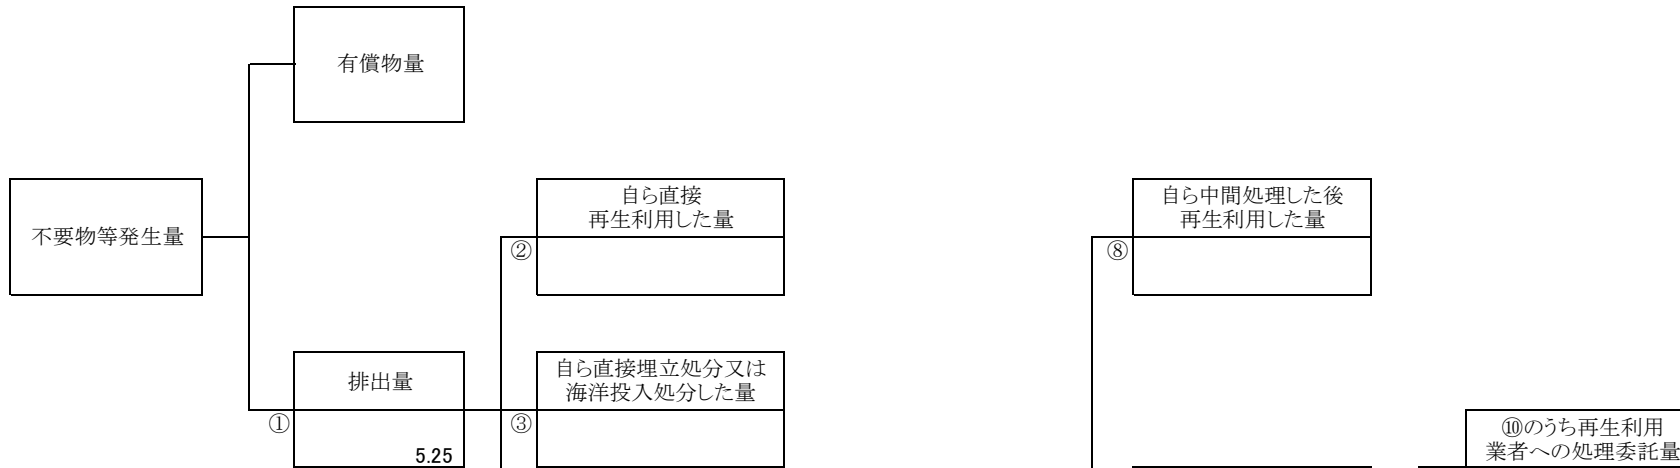 有償物量
不要物等発生量
自ら直接
再生利用した量
②
自ら中間処理した後
再生利用した量
⑧
排出量
①
5.25
自ら直接埋立処分又は
海洋投入処分した量
③
⑩のうち再生利用
業者への処理委託量